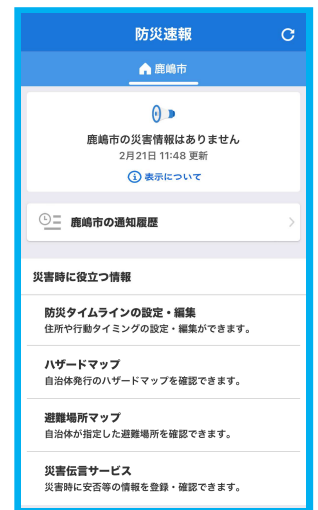 防災速報
鹿嶋市
鹿嶋市の災害情報はありません
2月21日 11:48 更新
表示について
鹿嶋市の通知履歴
災害時に役立つ情報
防災タイムラインの設定・編集
住所や行動タイミングの設定・編集ができます。
ハザードマップ
自治体発行のハザードマップを確認できます。
避難場所マップ
自治体が指定した避難場所を確認できます。
災害伝言サービス
災害時に安否等の情報を登録・確認できます。